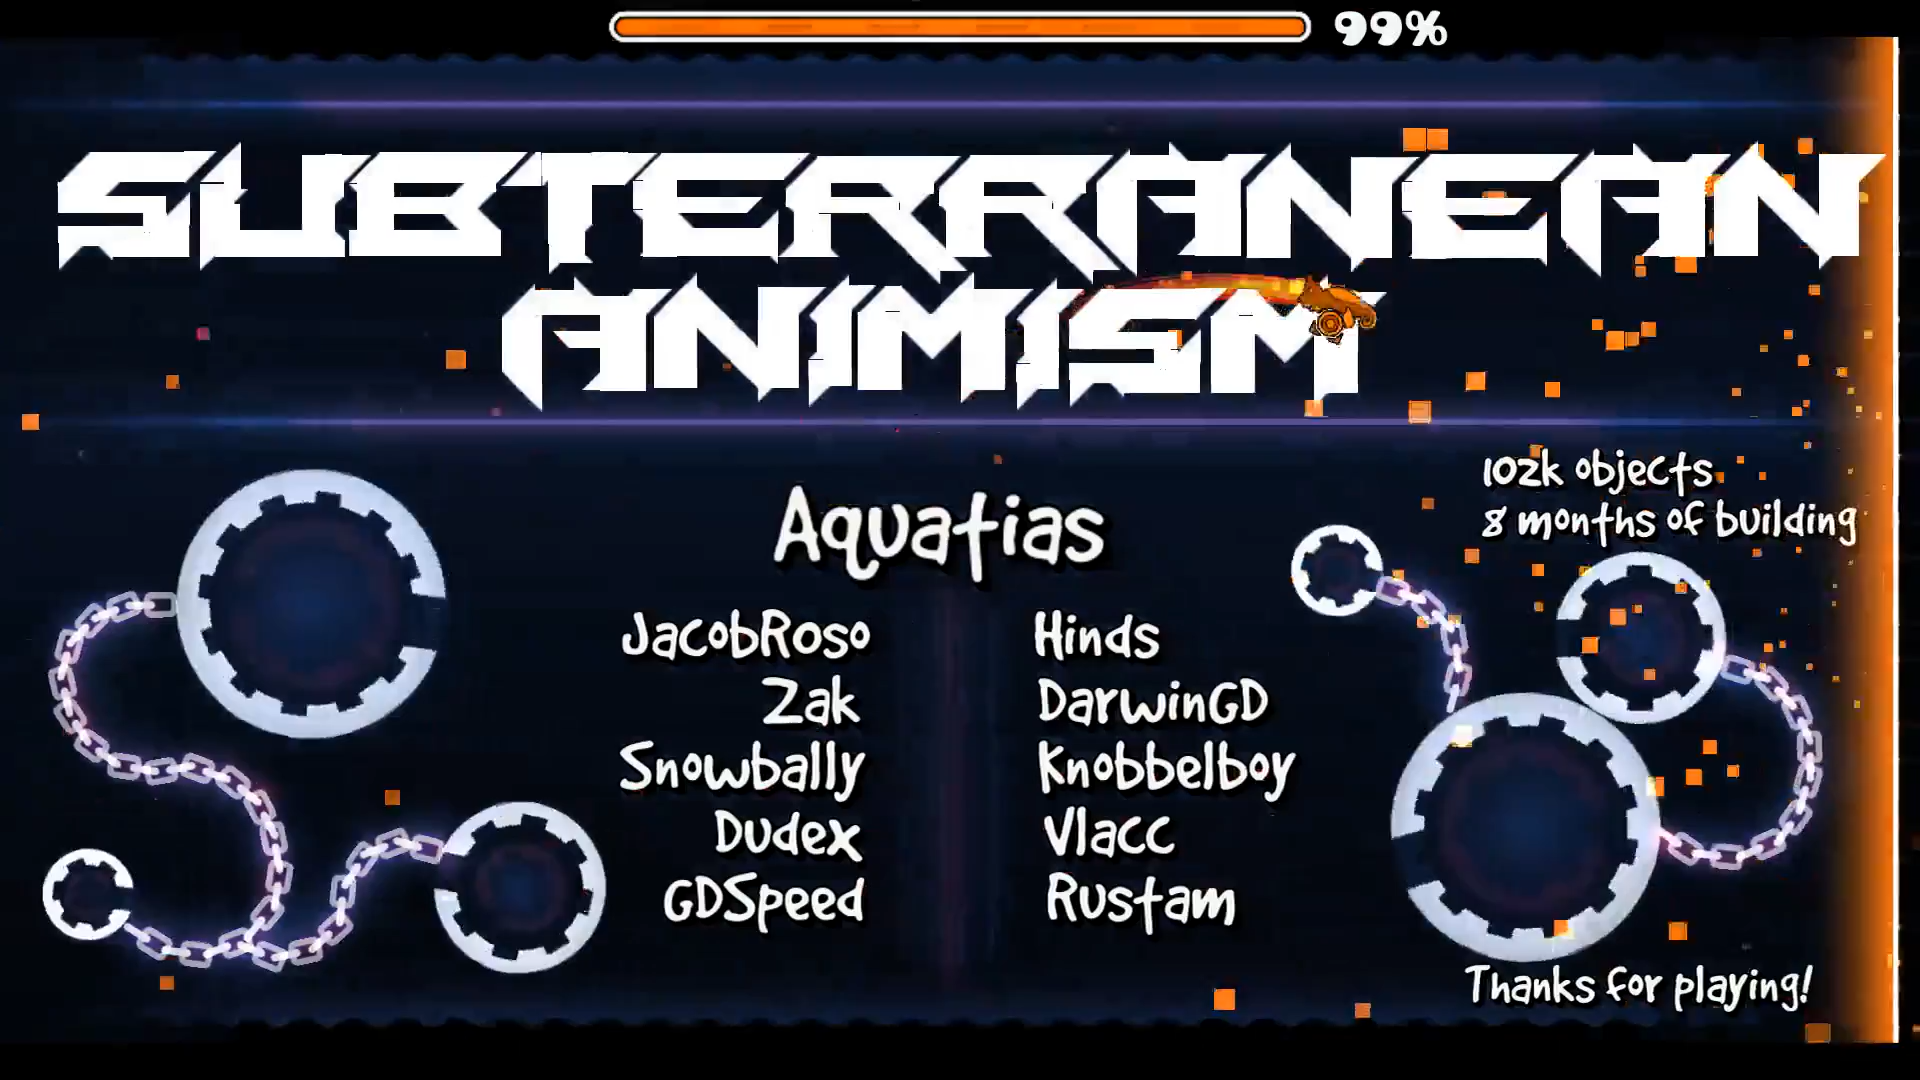 99%
SUBTERRANEAN
ANIMISM
102k objects
8 months of building
Aquatias
JacobRoso
Hinds
Zak
DarwinGD
Snowbally
Knobbelboy
Dudex
Vlacc
GDSpeed
Rustam
Thanks for playing!